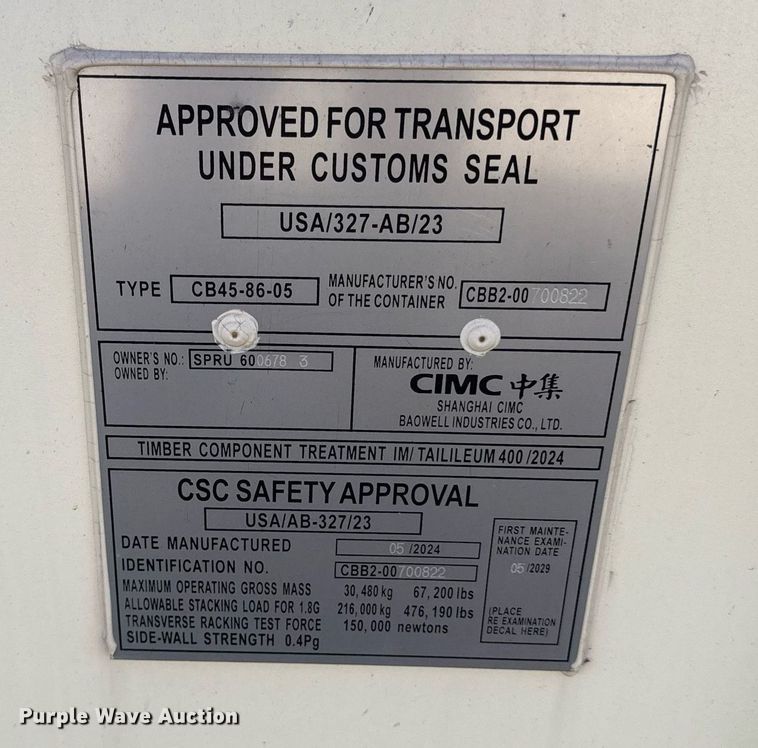 APPROVED FOR TRANSPORT
UNDER CUSTOMS SEAL
USA/327-AB/23
TYPE CB45-86-05
MANUFACTURER'S NO.
OF THE CONTAINER CBB2-00700822
OWNER'S NO.: SPRU 600678 3
OWNED BY:
MANUFACTURED BY:
CIMC 中集
SHANGHAI CIMC
BAOWELL INDUSTRIES CO., LTD.
TIMBER COMPONENT TREATMENT IM/ TAILILEUM 400 /2024
CSC SAFETY APPROVAL
USA/AB-327/23
DATE MANUFACTURED 05 /2024
IDENTIFICATION NO. CBB2-00700822
MAXIMUM OPERATING GROSS MASS 30,480 kg 67,200 lbs
ALLOWABLE STACKING LOAD FOR 1.8G 216,000 kg 476,190 lbs
TRANSVERSE RACKING TEST FORCE 150,000 newtons
SIDE-WALL STRENGTH 0.4Pg
FIRST MAINTE-
NANCE EXAMI-
NATION DATE
05 /2029
(PLACE
RE EXAMINATION
DECAL HERE)
Purple Wave Auction